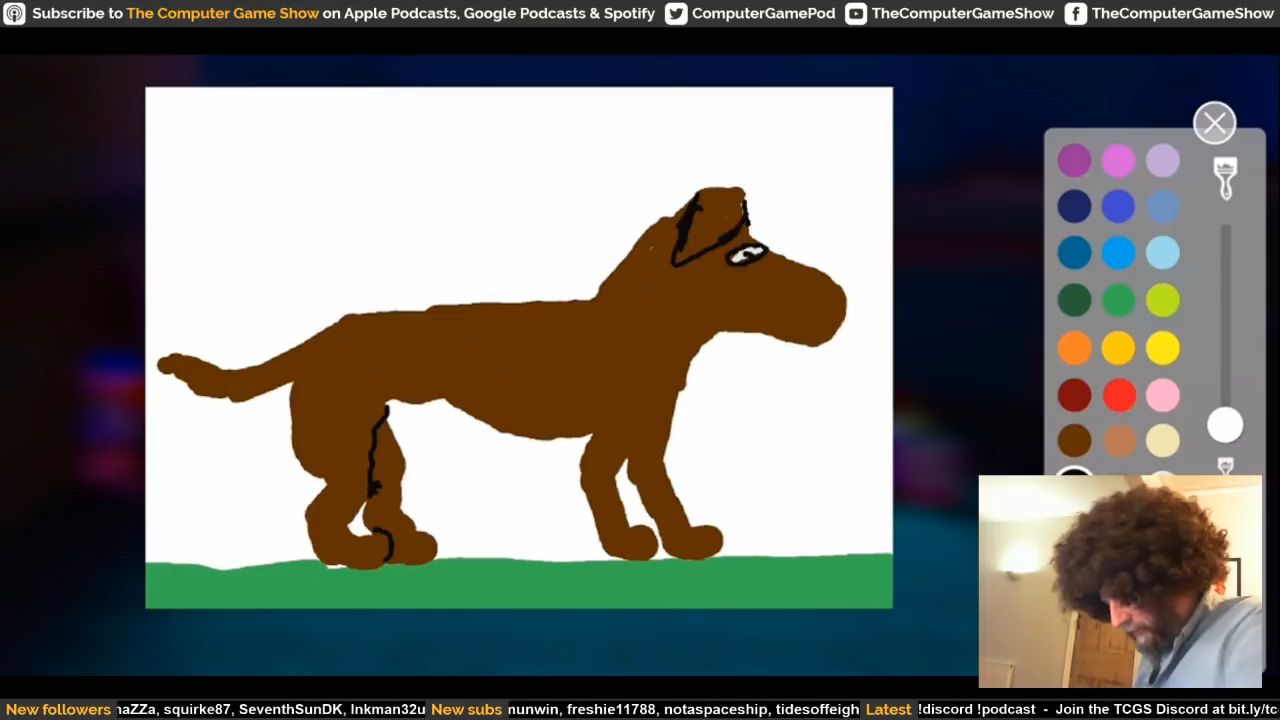 Subscribe to The Computer Game Show on Apple Podcasts, Google Podcasts & Spotify ComputerGamePod TheComputerGameShow TheComputerGameShow
New followers naZZa, squirke87, SeventhSunDK, Inkman32u New subs nunwin, freshie11788, notaspaceship, tidesoffeigh Latest !discord !podcast - Join the TCGS Discord at bit.ly/tc